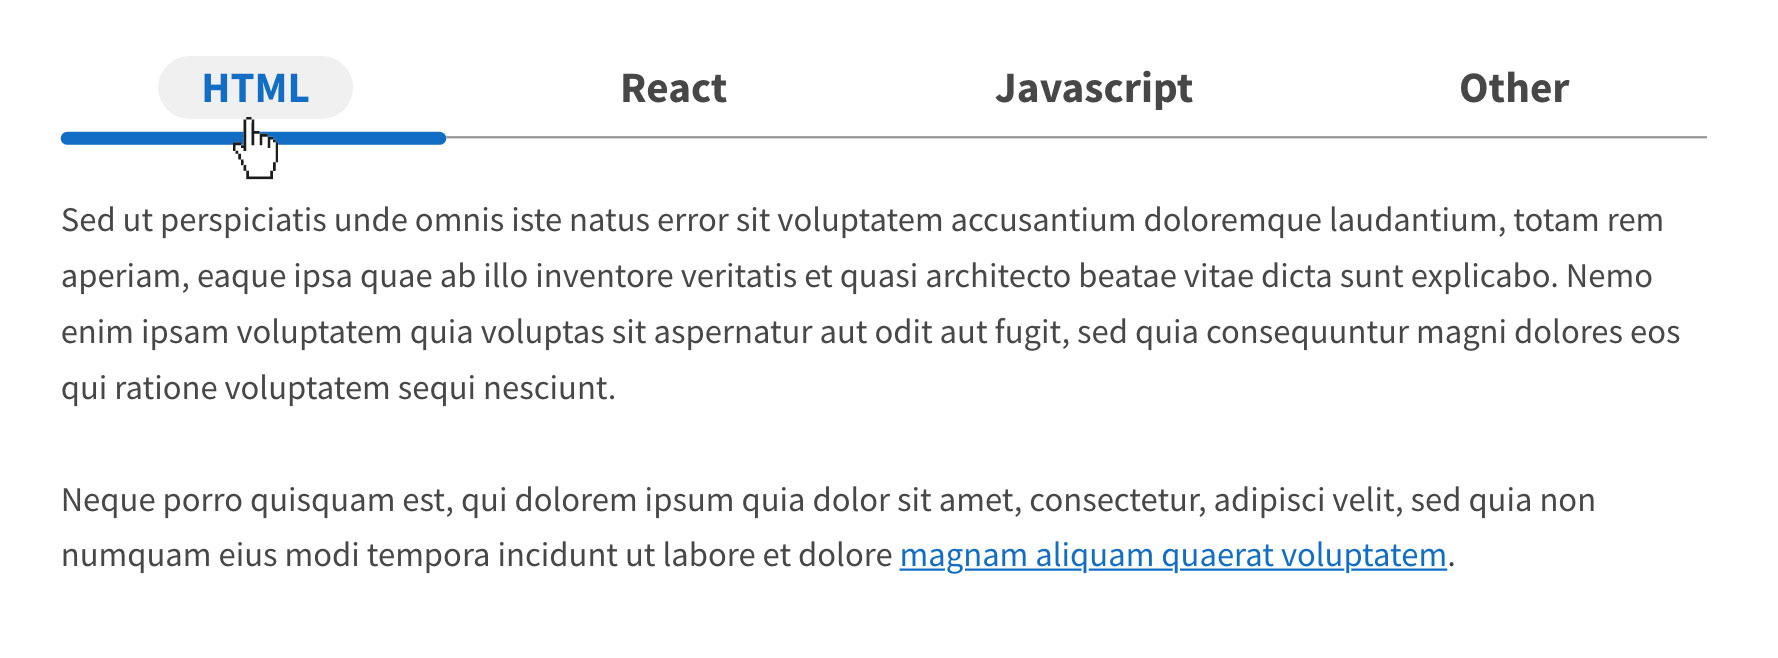 HTML React Javascript Other
Sed ut perspiciatis unde omnis iste natus error sit voluptatem accusantium doloremque laudantium, totam rem
aperiam, eaque ipsa quae ab illo inventore veritatis et quasi architecto beatae vitae dicta sunt explicabo. Nemo
enim ipsam voluptatem quia voluptas sit aspernatur aut odit aut fugit, sed quia consequuntur magni dolores eos
qui ratione voluptatem sequi nesciunt.
Neque porro quisquam est, qui dolorem ipsum quia dolor sit amet, consectetur, adipisci velit, sed quia non
numquam eius modi tempora incidunt ut labore et dolore magnam aliquam quaerat voluptatem.